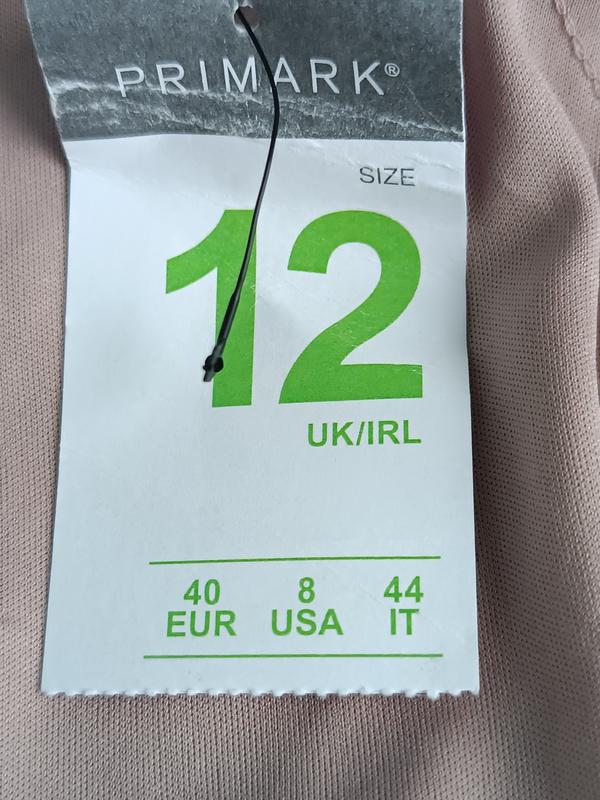 PRIMARK®
SIZE
12
UK/IRL
40 8 44
EUR USA IT